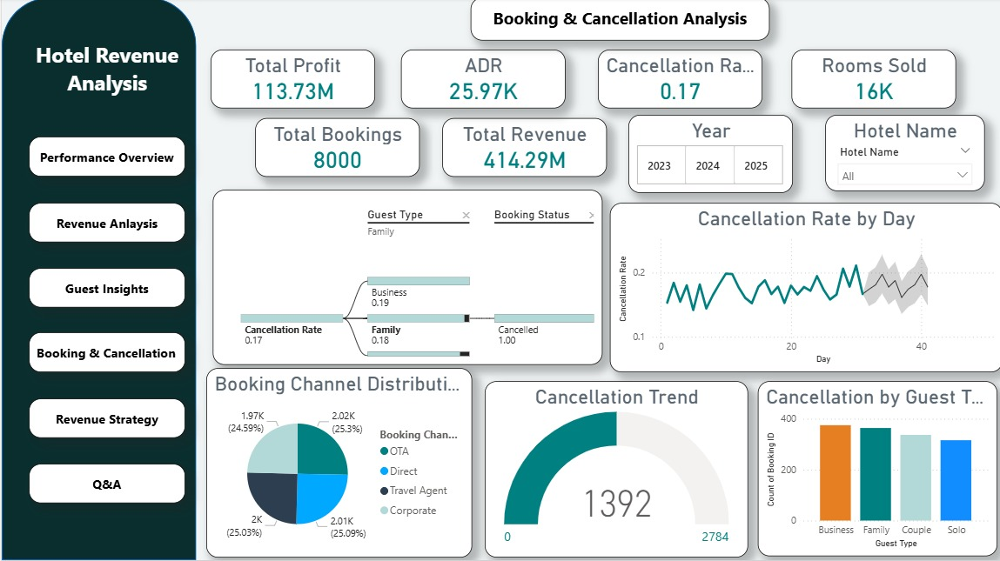 Hotel Revenue
Analysis
Performance Overview
Revenue Anlaysis
Guest Insights
Booking & Cancellation
Revenue Strategy
Q&A
Booking & Cancellation Analysis
Total Profit
113.73M
ADR
25.97K
Cancellation Ra...
0.17
Rooms Sold
16K
Total Bookings
8000
Total Revenue
414.29M
Year
2023 2024 2025
Hotel Name
Hotel Name
All
Guest Type
Family
Booking Status
Cancellation Rate
0.17
Business
0.19
Family
0.18
Cancelled
1.00
Cancellation Rate by Day
Cancellation Rate
0.2
0.1
0 20 40
Day
Booking Channel Distributi...
1.97K
(24.59%)
2.02K
(25.3%)
2K
(25.03%)
2.01K
(25.09%)
Booking Chan...
OTA
Direct
Travel Agent
Corporate
Cancellation Trend
1392
0 2784
Cancellation by Guest T...
Count of Booking ID
400
200
0
Business Family Couple Solo
Guest Type